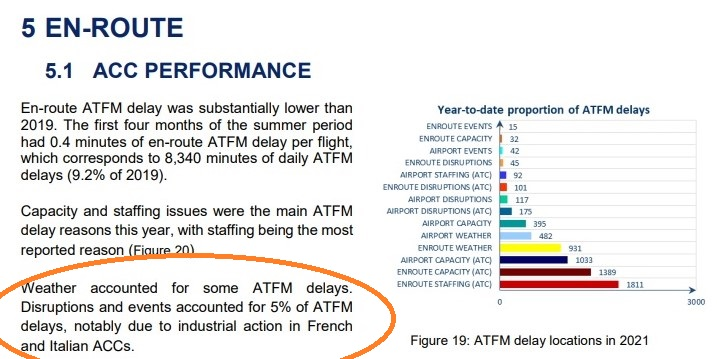 5 EN-ROUTE
5.1 ACC PERFORMANCE
En-route ATFM delay was substantially lower than
2019. The first four months of the summer period
had 0.4 minutes of en-route ATFM delay per flight,
which corresponds to 8,340 minutes of daily ATFM
delays (9.2% of 2019).
Capacity and staffing issues were the main ATFM
delay reasons this year, with staffing being the most
reported reason (Figure 20).
Weather accounted for some ATFM delays.
Disruptions and events accounted for 5% of ATFM
delays, notably due to industrial action in French
and Italian ACCs.
Year-to-date proportion of ATFM delays
ENROUTE EVENTS 15
ENROUTE CAPACITY 32
AIRPORT EVENTS 42
ENROUTE DISRUPTIONS 45
AIRPORT STAFFING (ATC) 92
ENROUTE DISRUPTIONS (ATC) 101
AIRPORT DISRUPTIONS 117
AIRPORT DISRUPTIONS (ATC) 175
AIRPORT CAPACITY 395
AIRPORT WEATHER 482
ENROUTE WEATHER 931
AIRPORT CAPACITY (ATC) 1033
ENROUTE CAPACITY (ATC) 1389
ENROUTE STAFFING (ATC) 1811
0 3000
Figure 19: ATFM delay locations in 2021